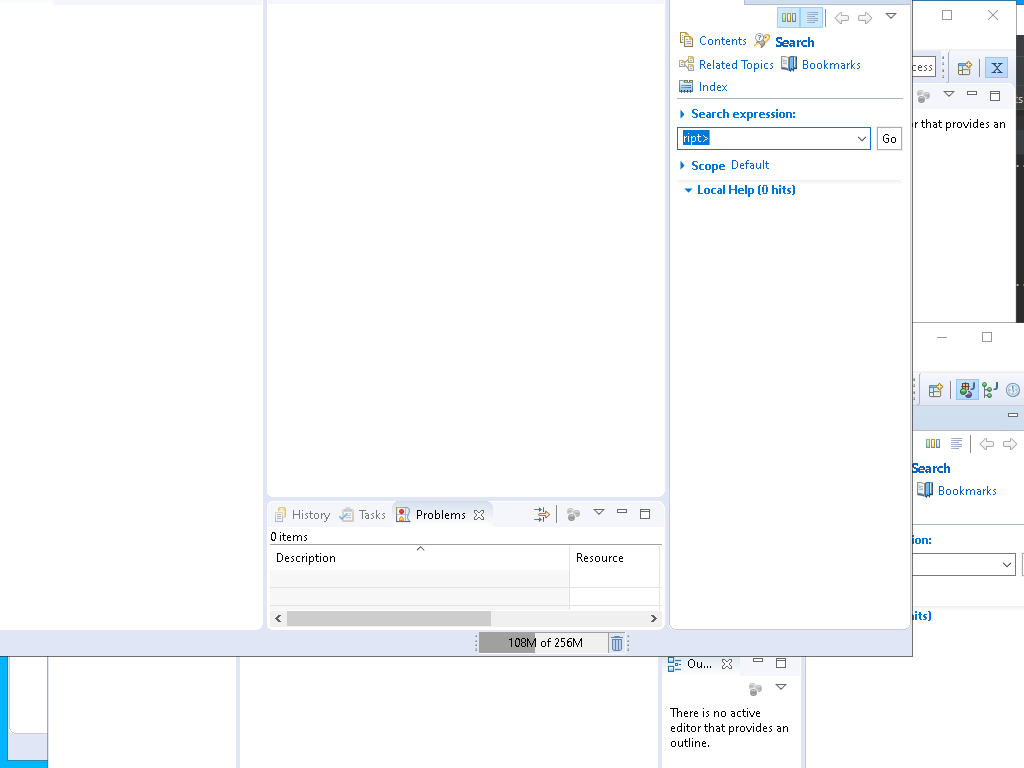 Contents
Search
Related Topics
Bookmarks
Index
Search expression:
ript>
Go
Scope Default
Local Help (0 hits)
cess
X
r that provides an
Search
Bookmarks
ion:
its)
History
Tasks
Problems
0 items
Description
Resource
108M of 256M
Ou...
There is no active
editor that provides an
outline.